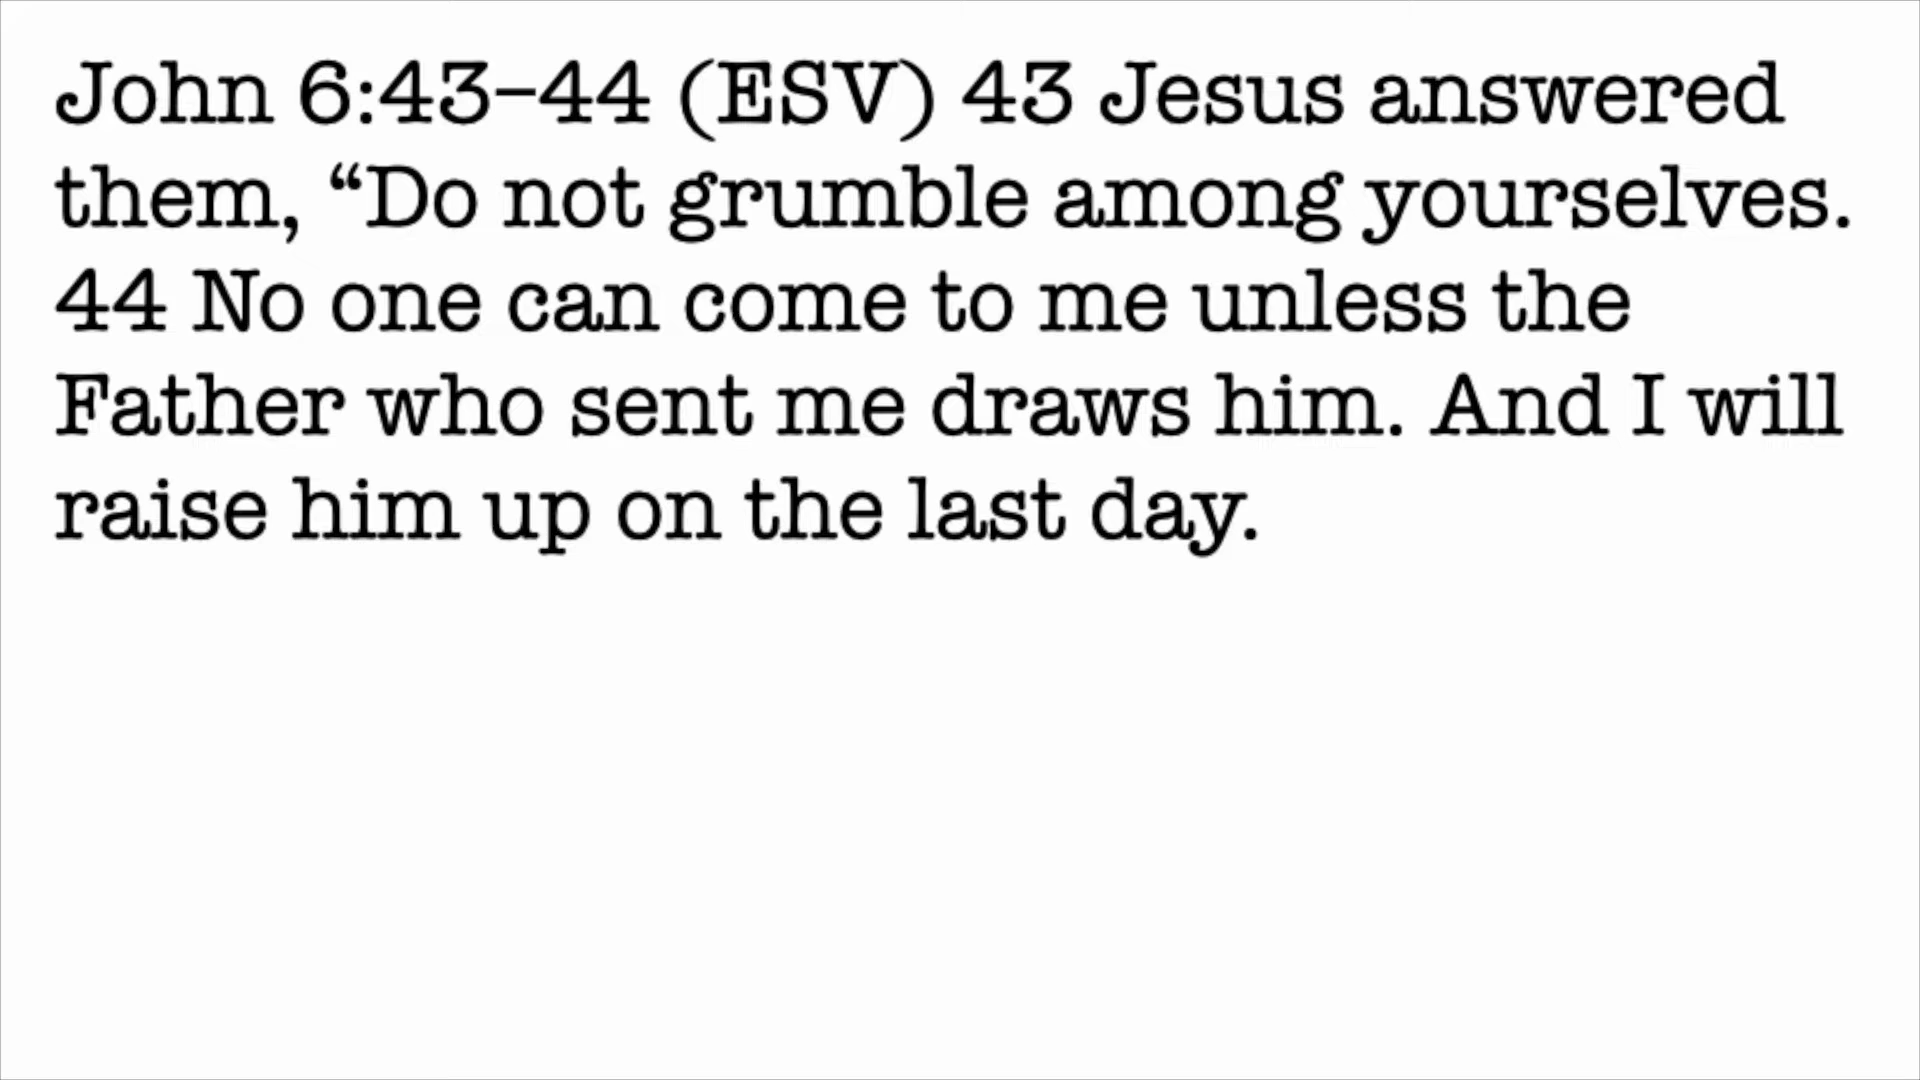 John 6:43–44 (ESV) 43 Jesus answered
them, “Do not grumble among yourselves.
44 No one can come to me unless the
Father who sent me draws him. And I will
raise him up on the last day.